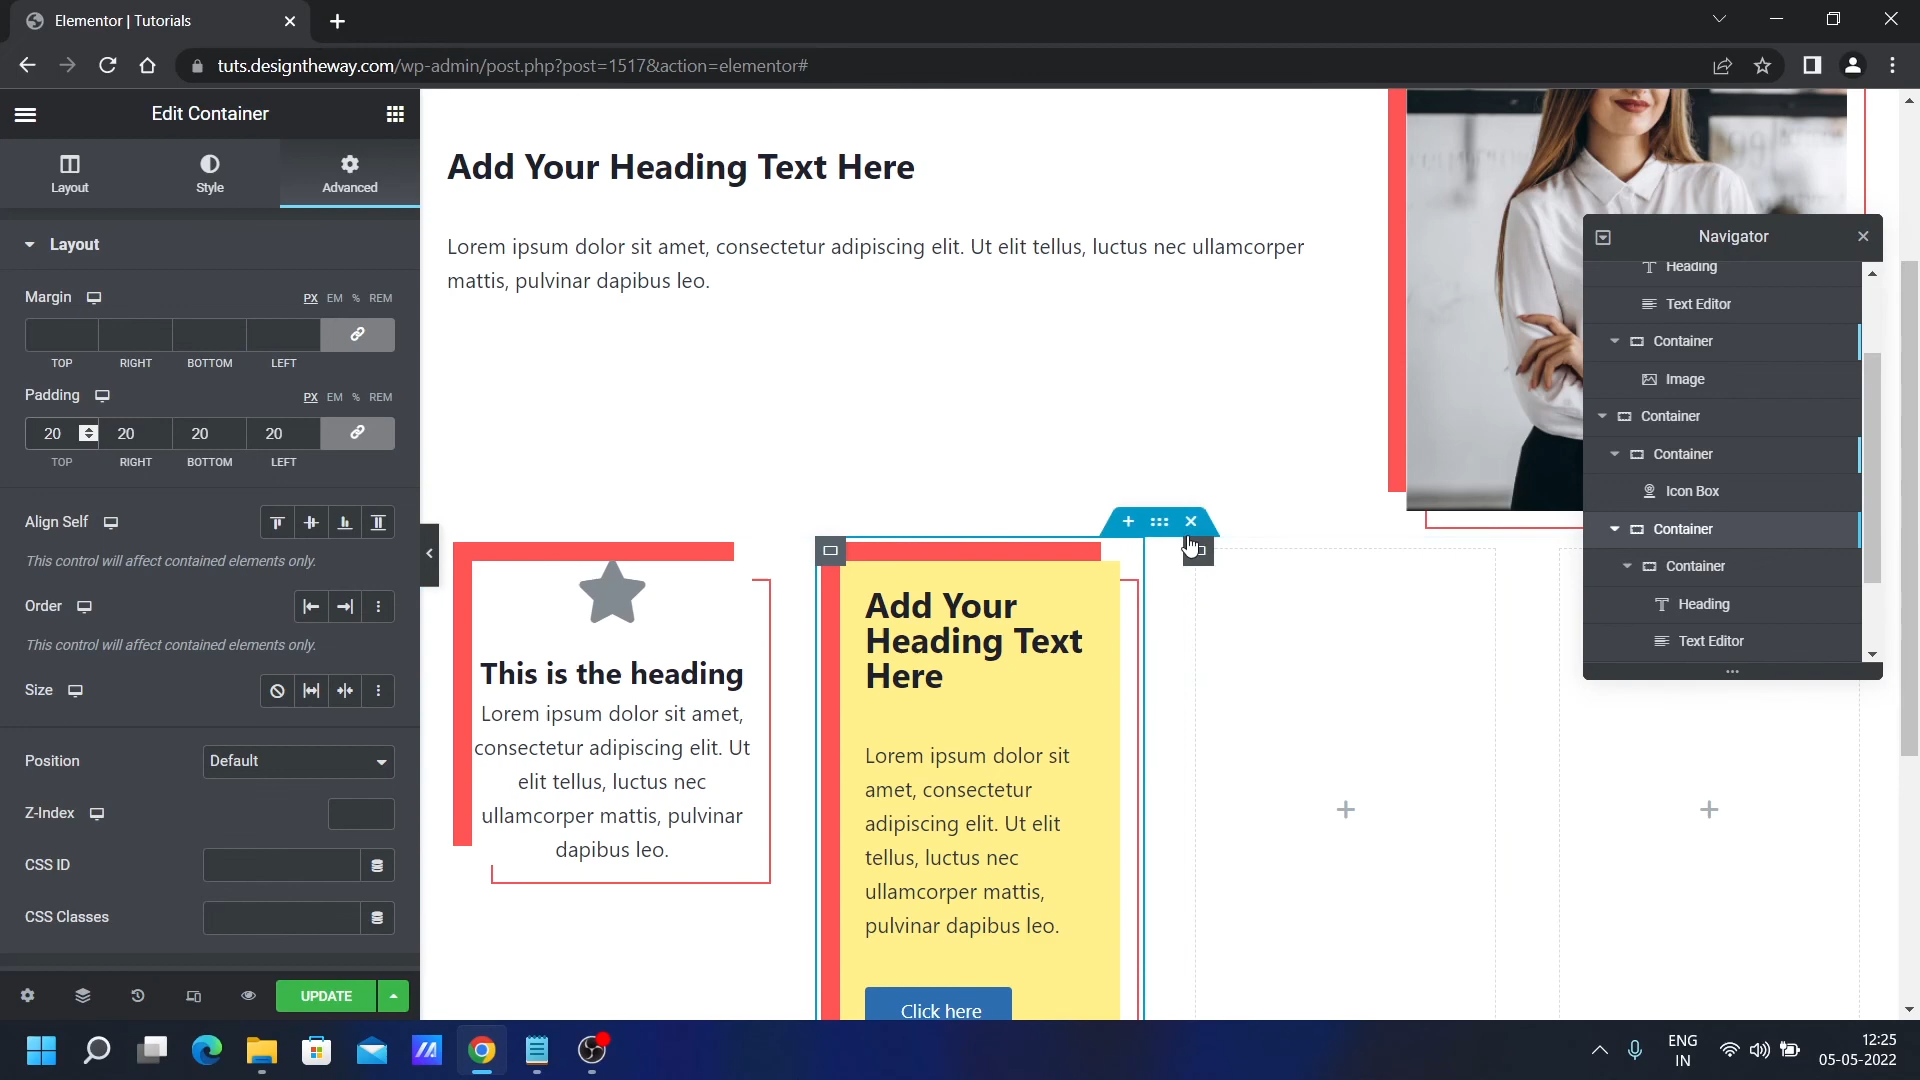 Elementor | Tutorials
tuts.designtheway.com/wp-admin/post.php?post=1517&action=elementor#
Edit Container
Layout
Style
Advanced
Layout
Margin
PX EM % REM
TOP RIGHT BOTTOM LEFT
Padding
PX EM % REM
20 20 20 20
TOP RIGHT BOTTOM LEFT
Align Self
This control will affect contained elements only.
Order
This control will affect contained elements only.
Size
Position
Default
Z-Index
CSS ID
CSS Classes
UPDATE
Add Your Heading Text Here
Lorem ipsum dolor sit amet, consectetur adipiscing elit. Ut elit tellus, luctus nec ullamcorper
mattis, pulvinar dapibus leo.
This is the heading
Lorem ipsum dolor sit amet,
consectetur adipiscing elit. Ut
elit tellus, luctus nec
ullamcorper mattis, pulvinar
dapibus leo.
Add Your
Heading Text
Here
Lorem ipsum dolor sit
amet, consectetur
adipiscing elit. Ut elit
tellus, luctus nec
ullamcorper mattis,
pulvinar dapibus leo.
Click here
Navigator
Heading
Text Editor
Container
Image
Container
Container
Icon Box
Container
Container
Heading
Text Editor
ENG
IN
12:25
05-05-2022